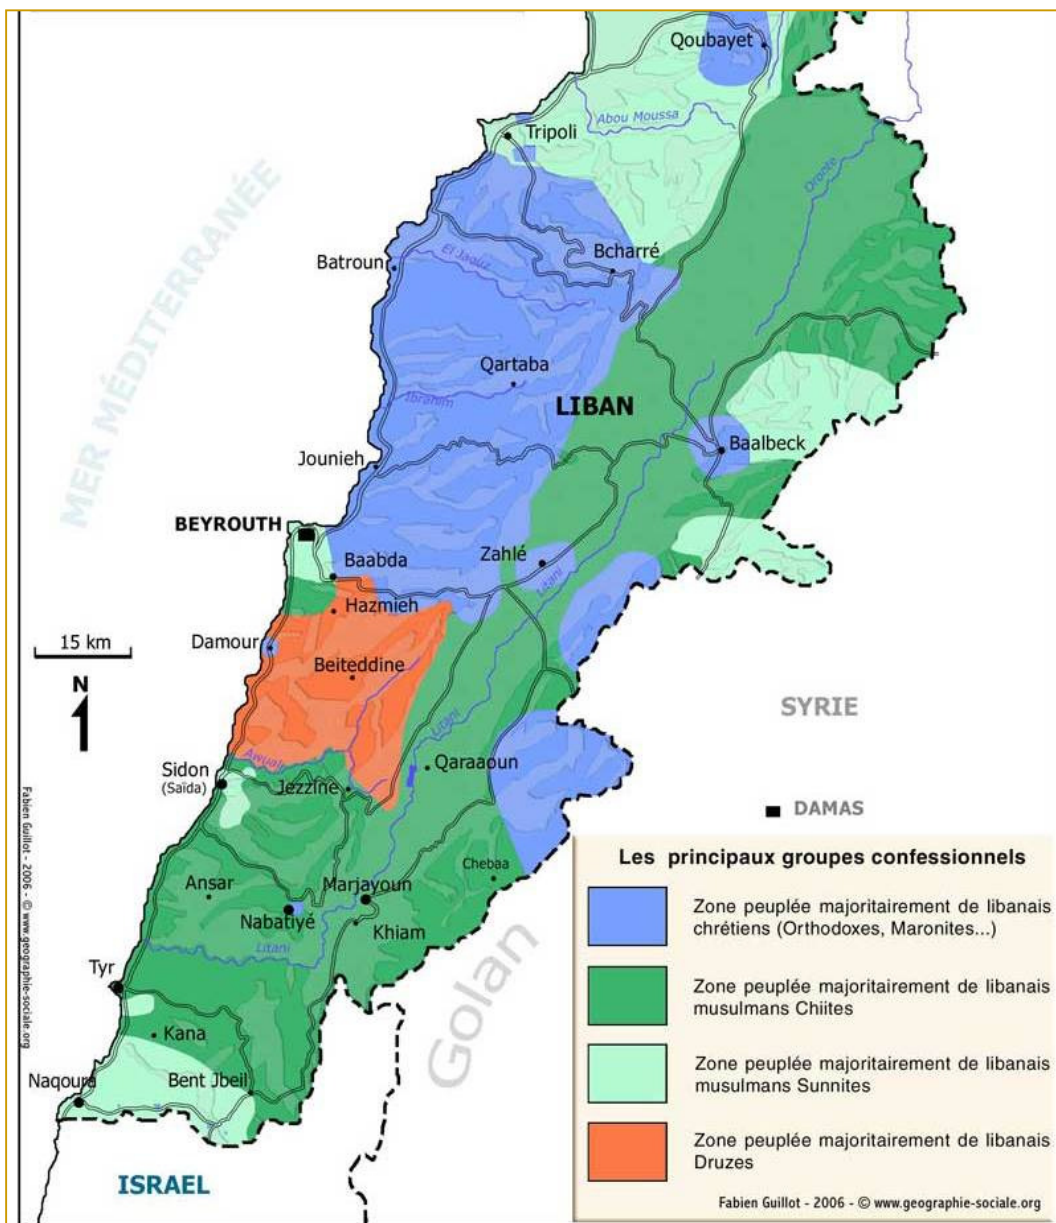 Qoubayet
Abou Moussa
Tripoli
Oronte
MER MÉDITERRANÉE
Bcharré
El Jaouz
Batroun
Qartaba
Ibrahim
LIBAN
Baalbeck
Jounieh
BEYROUTH
Zahlé
Baabda
Litani
Hazmieh
15 km
Damour
Beiteddine
N
SYRIE
Litani
Awuali
Qaraaoun
Sidon
(Saïda)
Jezzine
DAMAS
Fabien Guillot - 2006 - © www.geographie-sociale.org
Chebaa
Ansar
Marjayoun
Nabatiyé
Khiam
Litani
Golan
Tyr
Kana
Naqoura
Bent Jbeil
ISRAEL
Les principaux groupes confessionnels
Zone peuplée majoritairement de libanais
chrétiens (Orthodoxes, Maronites...)
Zone peuplée majoritairement de libanais
musulmans Chiites
Zone peuplée majoritairement de libanais
musulmans Sunnites
Zone peuplée majoritairement de libanais
Druzes
Fabien Guillot - 2006 - © www.geographie-sociale.org